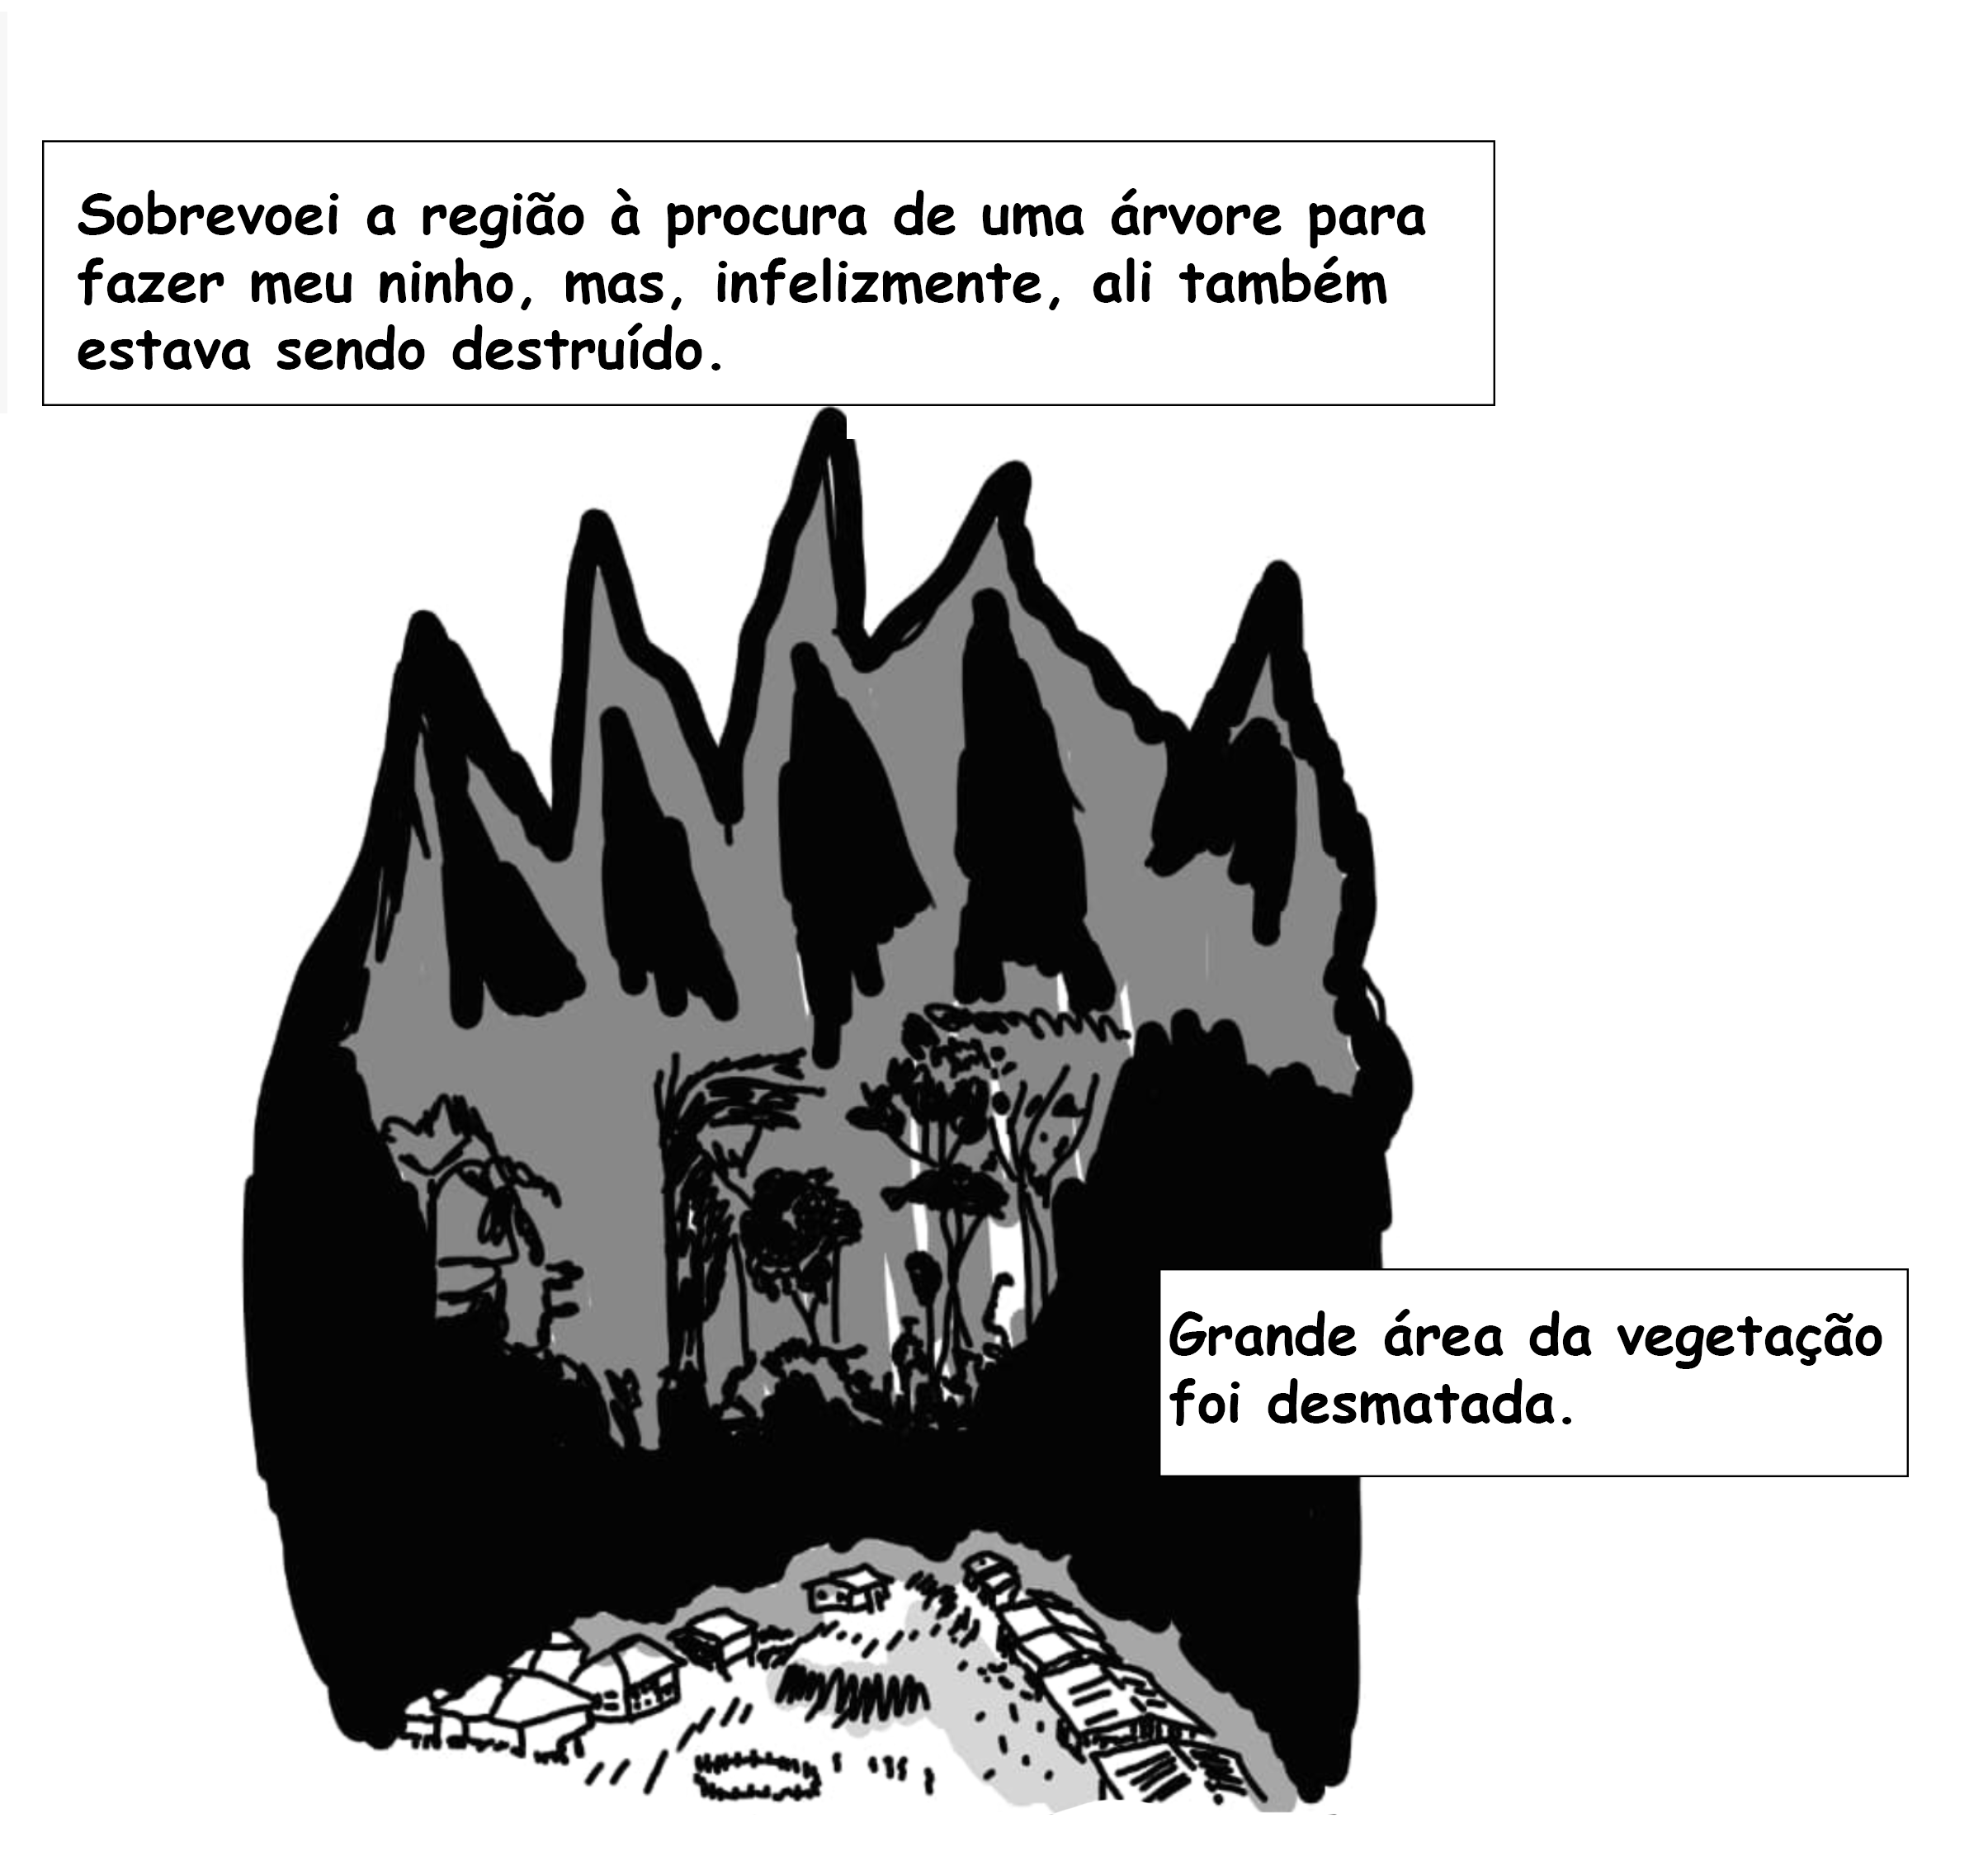 Sobrevoei a região à procura de uma árvore para
fazer meu ninho, mas, infelizmente, ali também
estava sendo destruído.
Grande área da vegetação
foi desmatada.